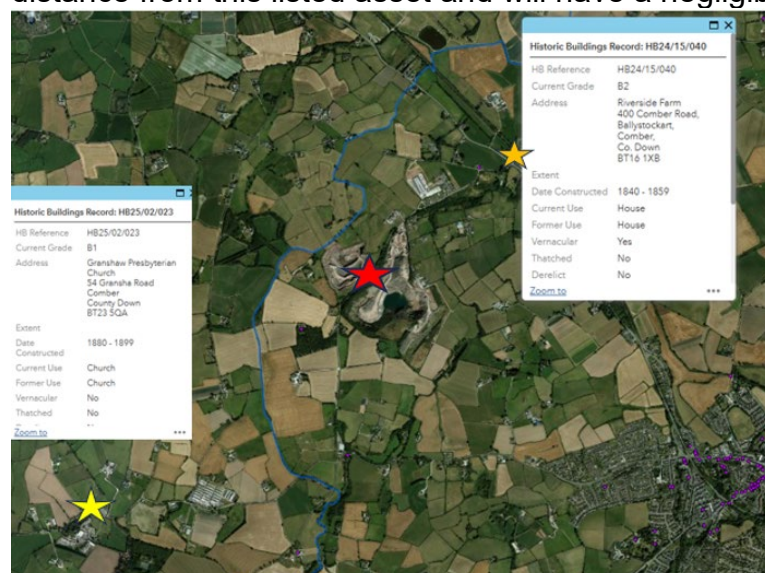 distance from this listed asset and will have a negligib
Historic Buildings Record: HB24/15/040
HB Reference HB24/15/040
Current Grade B2
Address Riverside Farm
400 Comber Road,
Ballystockart,
Comber,
Co. Down
BT16 1XB
Extent
Date Constructed 1840 - 1859
Current Use House
Former Use House
Vernacular Yes
Thatched No
Derelict No
Zoom to
Historic Buildings Record: HB25/02/023
HB Reference HB25/02/023
Current Grade B1
Address Granshaw Presbyterian
Church
54 Gransha Road
Comber
County Down
BT23 5QA
Extent
Date
Constructed 1880 - 1899
Current Use Church
Former Use Church
Vernacular No
Thatched No
Zoom to